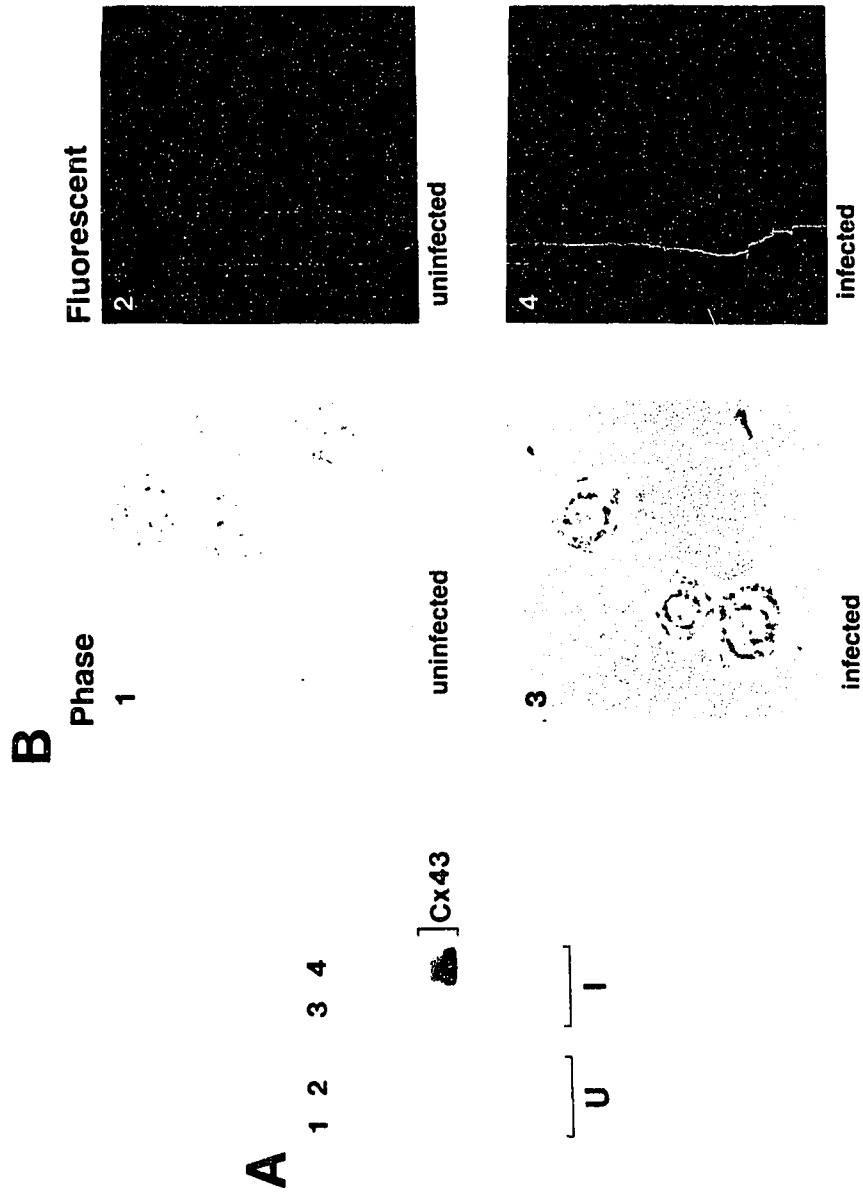 A
1 2 3 4
]Cx43
U I
B
Phase Fluorescent
1 2
uninfected uninfected
3 4
infected infected